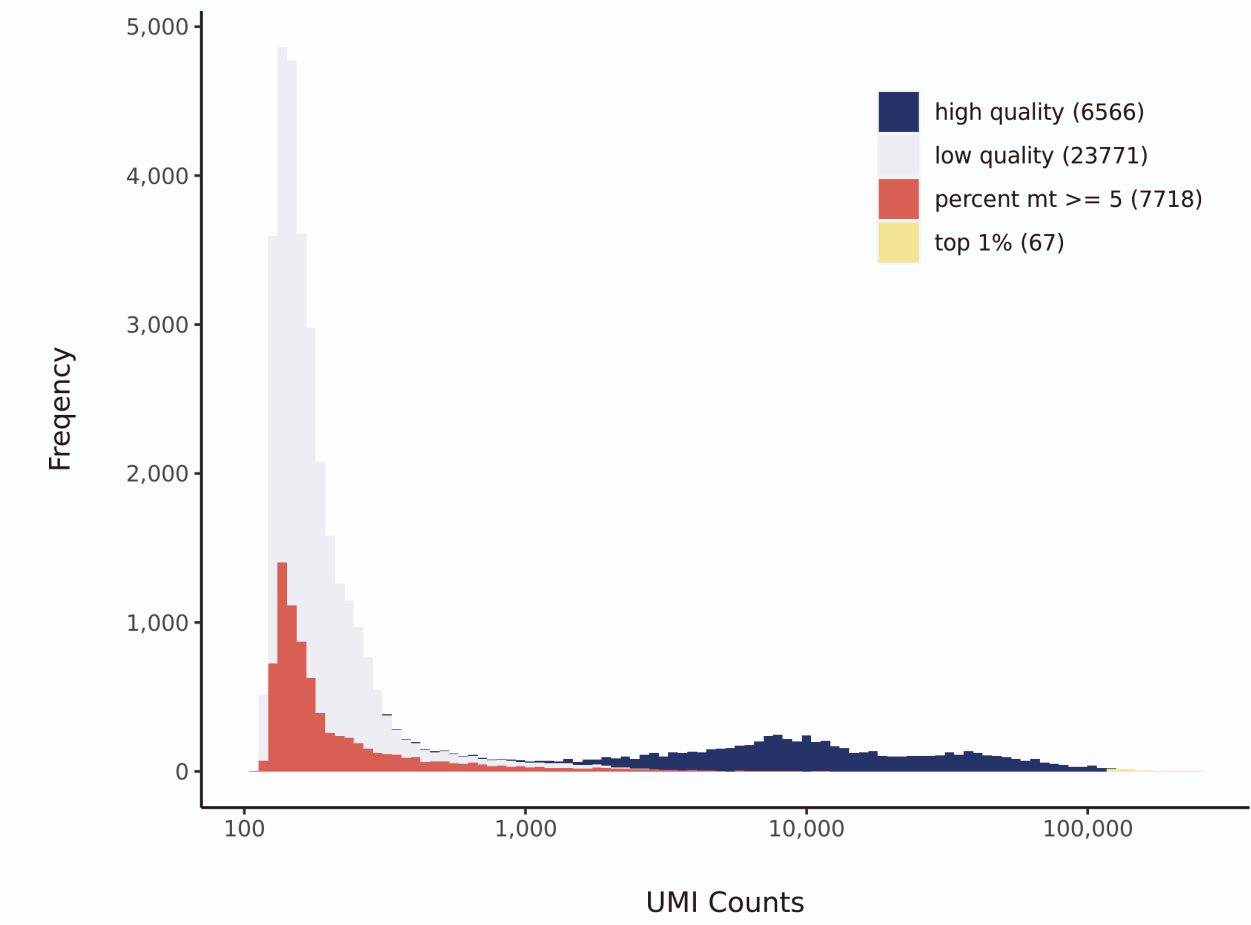 5,000
4,000
3,000
2,000
1,000
0
Freqency
high quality (6566)
low quality (23771)
percent mt >= 5 (7718)
top 1% (67)
100
1,000
10,000
100,000
UMI Counts